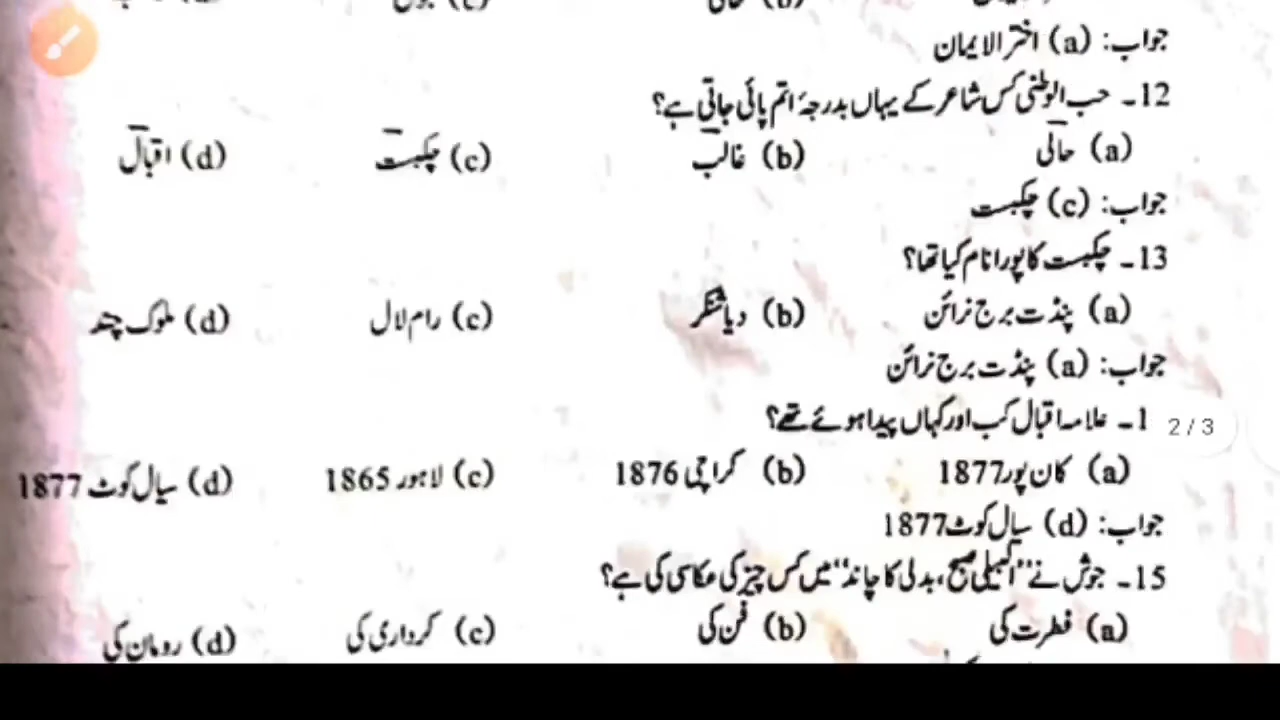 جواب: (a) اختر الایمان
12۔ حب الوطنی کس شاعر کے یہاں بدرجۂ اتم پائی جاتی ہے؟
(a) حالی (b) غالب (c) چکبست (d) اقبال
جواب: (c) چکبست
13۔ چکبست کا پورا نام کیا تھا؟
(a) پنڈت برج نرائن (b) دیا شنکر (c) رام لال (d) ملوک چند
جواب: (a) پنڈت برج نرائن
1۔ علامہ اقبال کب اور کہاں پیدا ہوئے تھے؟
2/3
(a) کان پور 1877 (b) کراچی 1876 (c) لاہور 1865 (d) سیال کوٹ 1877
جواب: (d) سیال کوٹ 1877
15۔ جوش نے ”البیلی صبح، بدلی کا چاند“ میں کس چیز کی عکاسی کی ہے؟
(a) فطرت کی (b) فن کی (c) کرداری کی (d) رومان کی